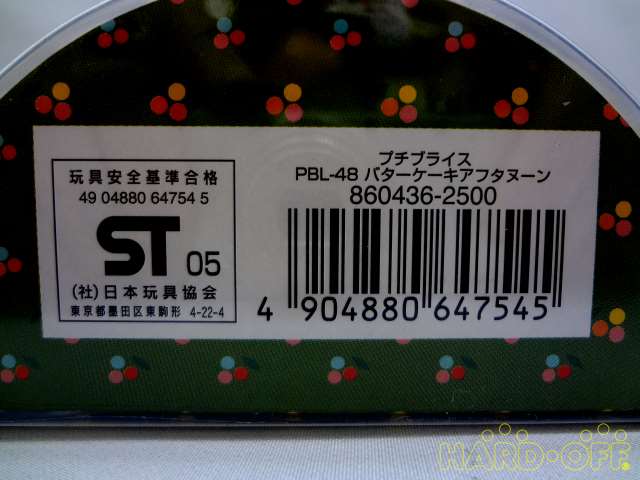 玩具安全基準合格
49 04880 64754 5
ST 05
(社)日本玩具協会
東京都墨田区東駒形 4-22-4
プチブライス
PBL-48 バターケーキアフタヌーン
860436-2500
4 904880 647545
HARD-OFF